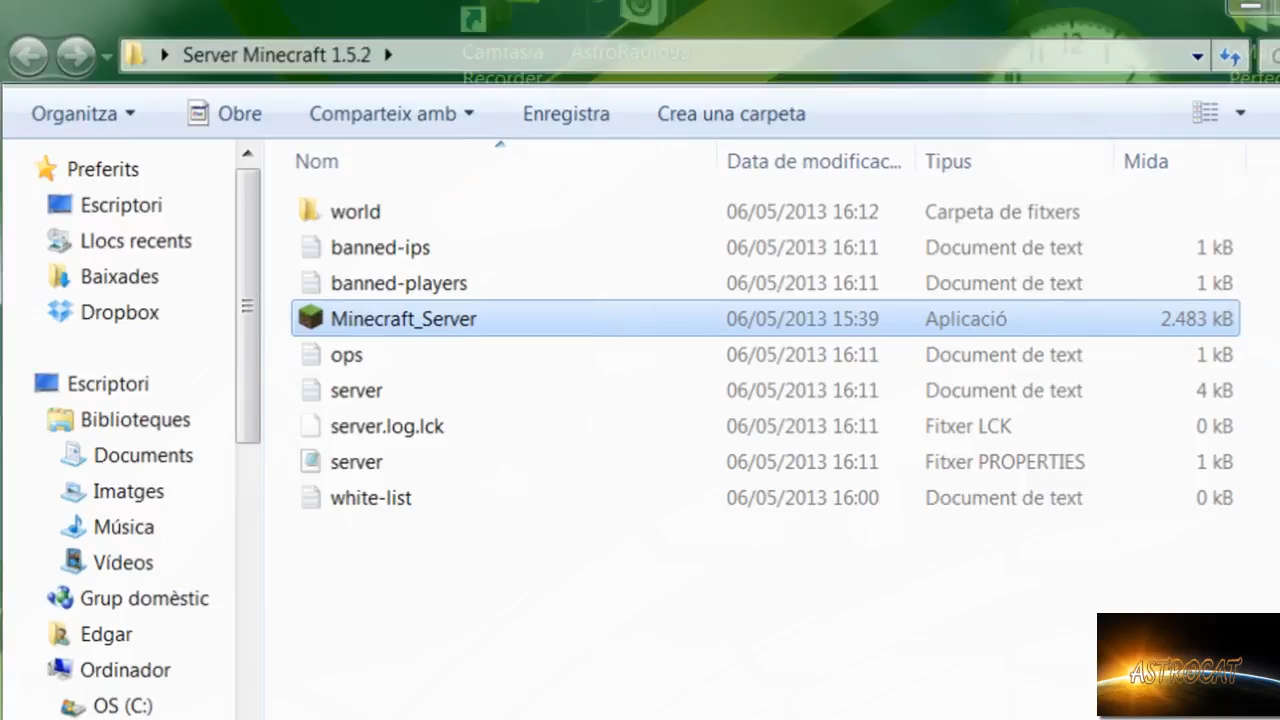 Server Minecraft 1.5.2
Camtasia
Recorder
AstroRadio95
Organitza
Obre
Comparteix amb
Enregistra
Crea una carpeta
Nom
Data de modificac...
Tipus
Mida
Preferits
Escriptori
Llocs recents
Baixades
Dropbox
Escriptori
Biblioteques
Documents
Imatges
Música
Vídeos
Grup domèstic
Edgar
Ordinador
OS (C:)
world 06/05/2013 16:12 Carpeta de fitxers
banned-ips 06/05/2013 16:11 Document de text 1 kB
banned-players 06/05/2013 16:11 Document de text 1 kB
Minecraft_Server 06/05/2013 15:39 Aplicació 2.483 kB
ops 06/05/2013 16:11 Document de text 1 kB
server 06/05/2013 16:11 Document de text 4 kB
server.log.lck 06/05/2013 16:11 Fitxer LCK 0 kB
server 06/05/2013 16:11 Fitxer PROPERTIES 1 kB
white-list 06/05/2013 16:00 Document de text 0 kB
ASTROCAT